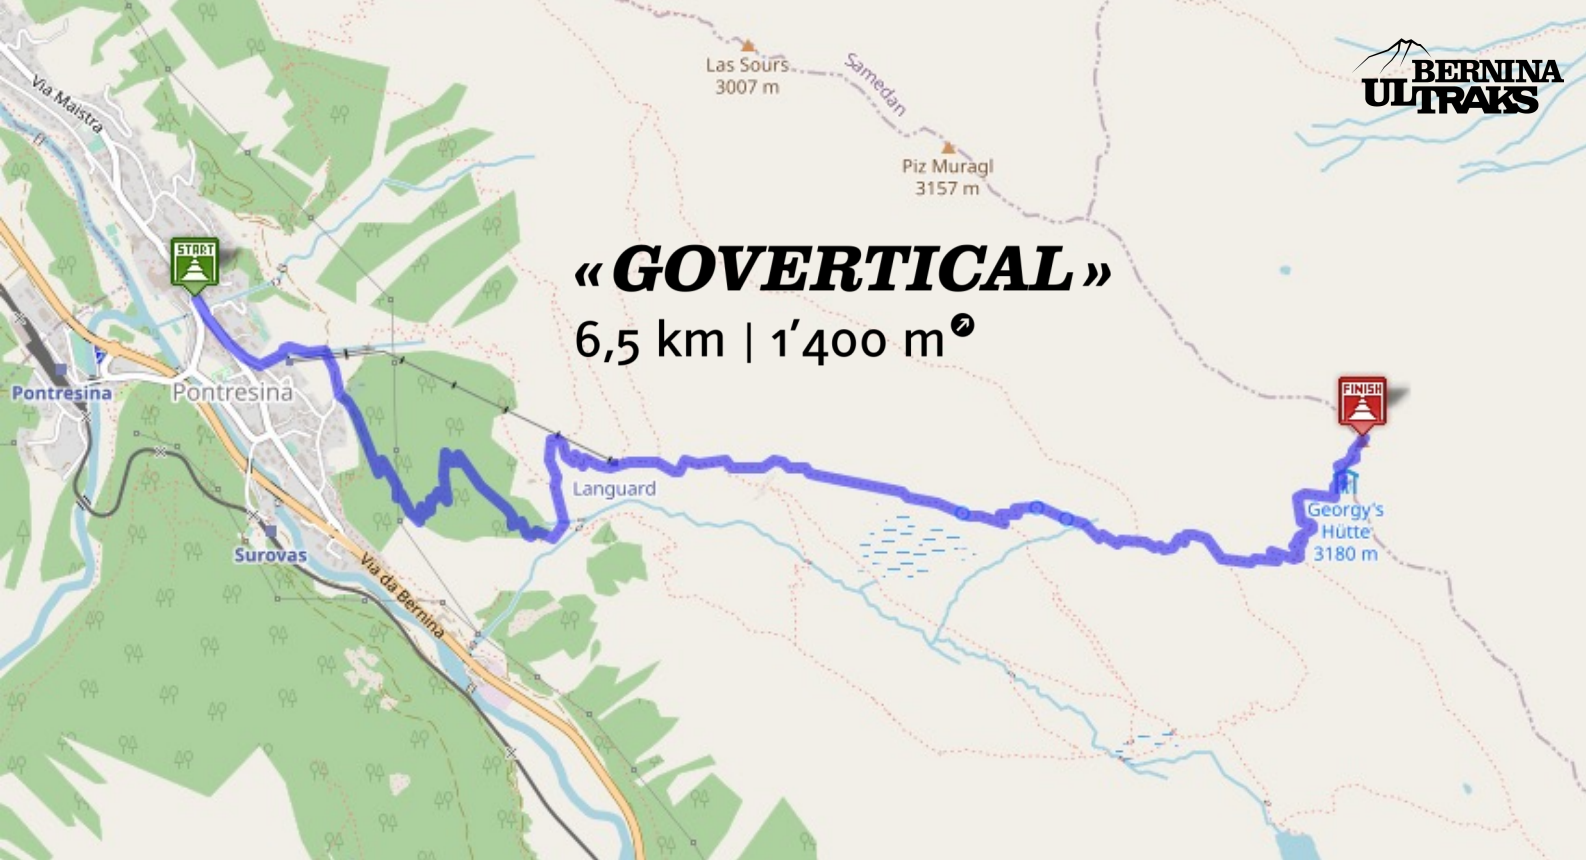 Via Maistra
Las Sours
3007 m
Samedan
BERNINA
ULTRAKS
Piz Muragl
3157 m
START
«GOVERTICAL»
6,5 km | 1’400 m
Pontresina
Pontresina
FINISH
Languard
Georgy's
Hütte
3180 m
Surovas
Via da Bernina